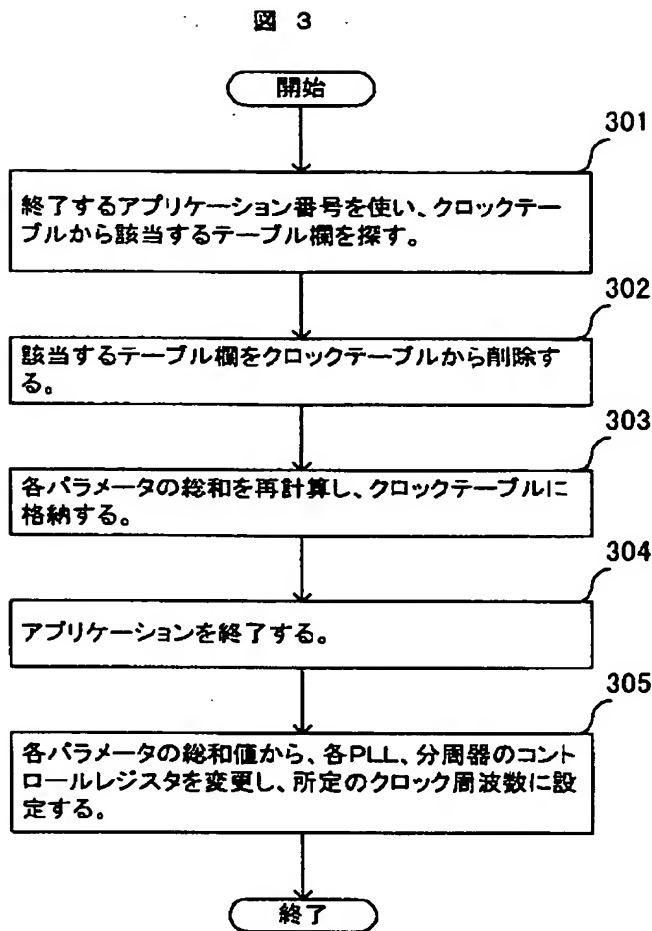 図 3
開始
301
終了するアプリケーション番号を使い、クロックテー
ブルから該当するテーブル欄を探す。
302
該当するテーブル欄をクロックテーブルから削除す
る。
303
各パラメータの総和を再計算し、クロックテーブルに
格納する。
304
アプリケーションを終了する。
305
各パラメータの総和値から、各PLL、分周器のコント
ロールレジスタを変更し、所定のクロック周波数に設
定する。
終了